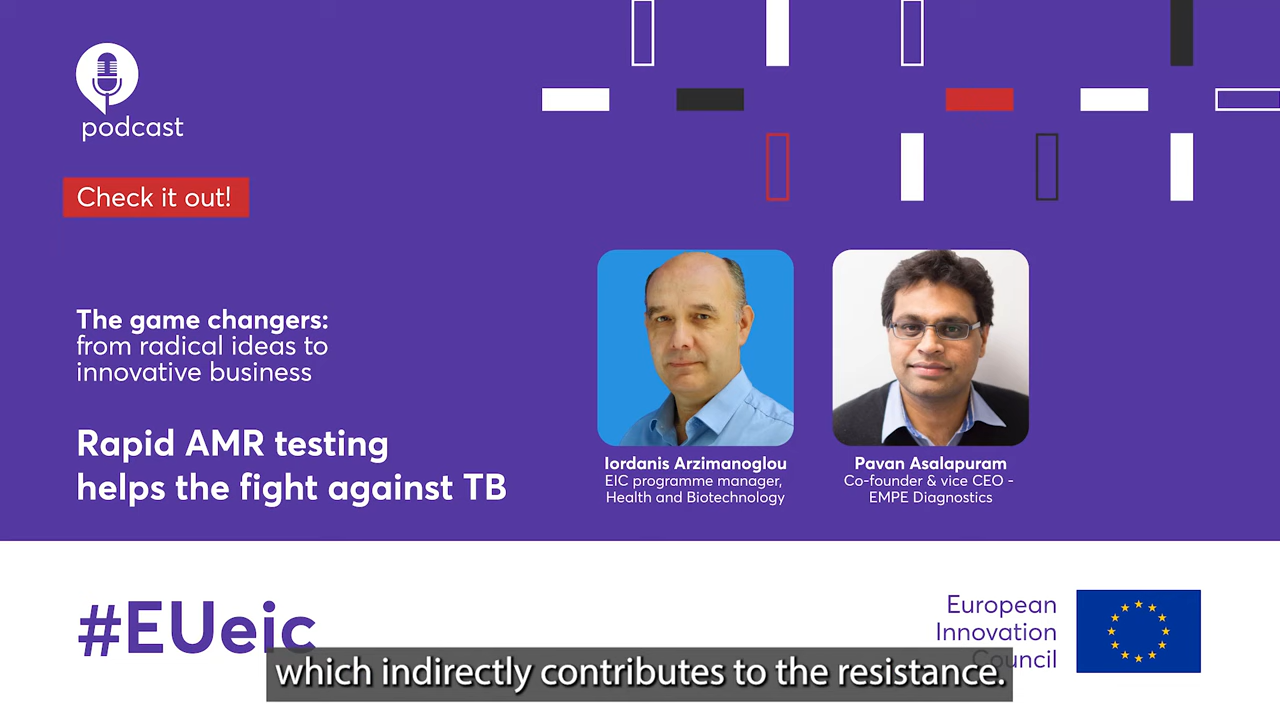 podcast
Check it out!
The game changers:
from radical ideas to
innovative business
Rapid AMR testing
helps the fight against TB
Iordanis Arzimanoglou
EIC programme manager,
Health and Biotechnology
Pavan Asalapuram
Co-founder & vice CEO -
EMPE Diagnostics
#EUeic
European
Innovation
Council
which indirectly contributes to the resistance.